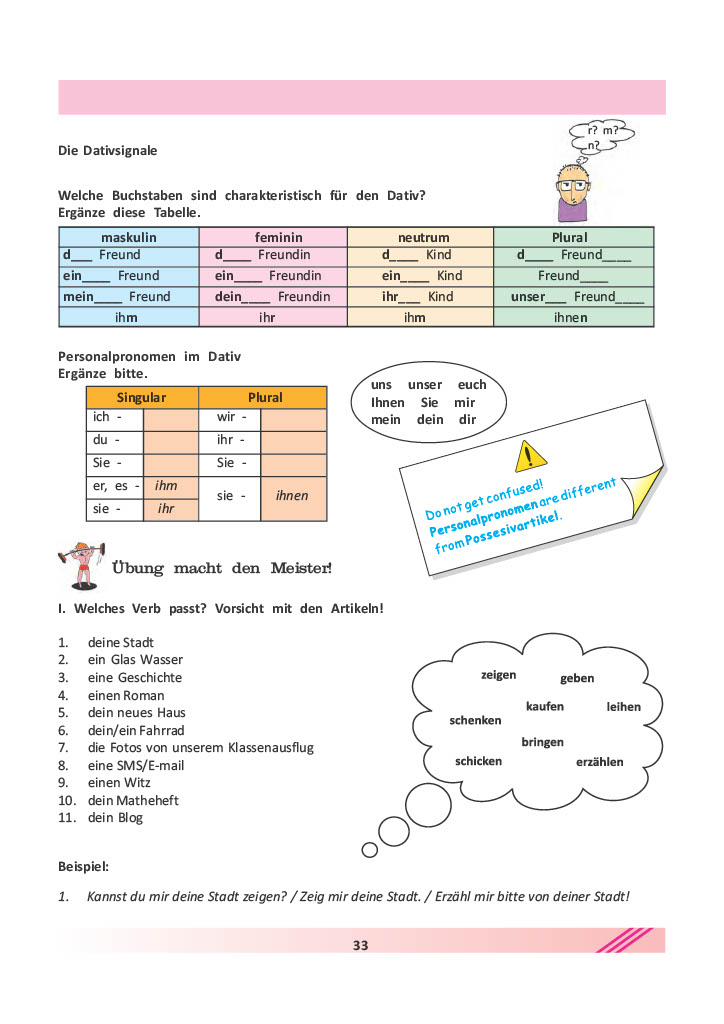 r? m?
n?
Die Dativsignale
Welche Buchstaben sind charakteristisch für den Dativ?
Ergänze diese Tabelle.
maskulin feminin neutrum Plural
d___ Freund d____ Freundin d____ Kind d____ Freund____
ein____ Freund ein____ Freundin ein____ Kind Freund____
mein____ Freund dein____ Freundin ihr___ Kind unser___ Freund____
ihm ihr ihm ihnen
Personalpronomen im Dativ
Ergänze bitte.
Singular Plural
ich - wir -
du - ihr -
Sie - Sie -
er, es - ihm
sie - ihnen
sie - ihr
uns unser euch
Ihnen Sie mir
mein dein dir
Do not get confused!
Personalpronomen are different
from Possesivartikel.
Übung macht den Meister!
I. Welches Verb passt? Vorsicht mit den Artikeln!
1. deine Stadt
2. ein Glas Wasser
3. eine Geschichte
4. einen Roman
5. dein neues Haus
6. dein/ein Fahrrad
7. die Fotos von unserem Klassenausflug
8. eine SMS/E-mail
9. einen Witz
10. dein Matheheft
11. dein Blog
zeigen geben
kaufen leihen
schenken
bringen
schicken erzählen
Beispiel:
1. Kannst du mir deine Stadt zeigen? / Zeig mir deine Stadt. / Erzähl mir bitte von deiner Stadt!
33